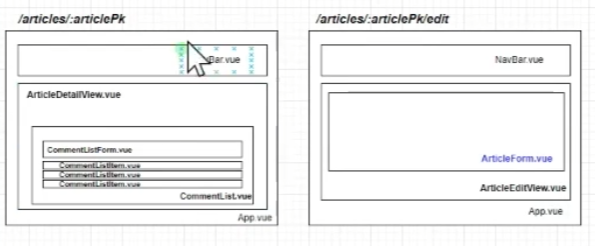 /articles/:articlePk
Bar.vue
ArticleDetailView.vue
CommentListForm.vue
CommentListItem.vue
CommentListItem.vue
CommentListItem.vue
CommentList.vue
App.vue
/articles/:articlePk/edit
NavBar.vue
ArticleForm.vue
ArticleEditView.vue
App.vue